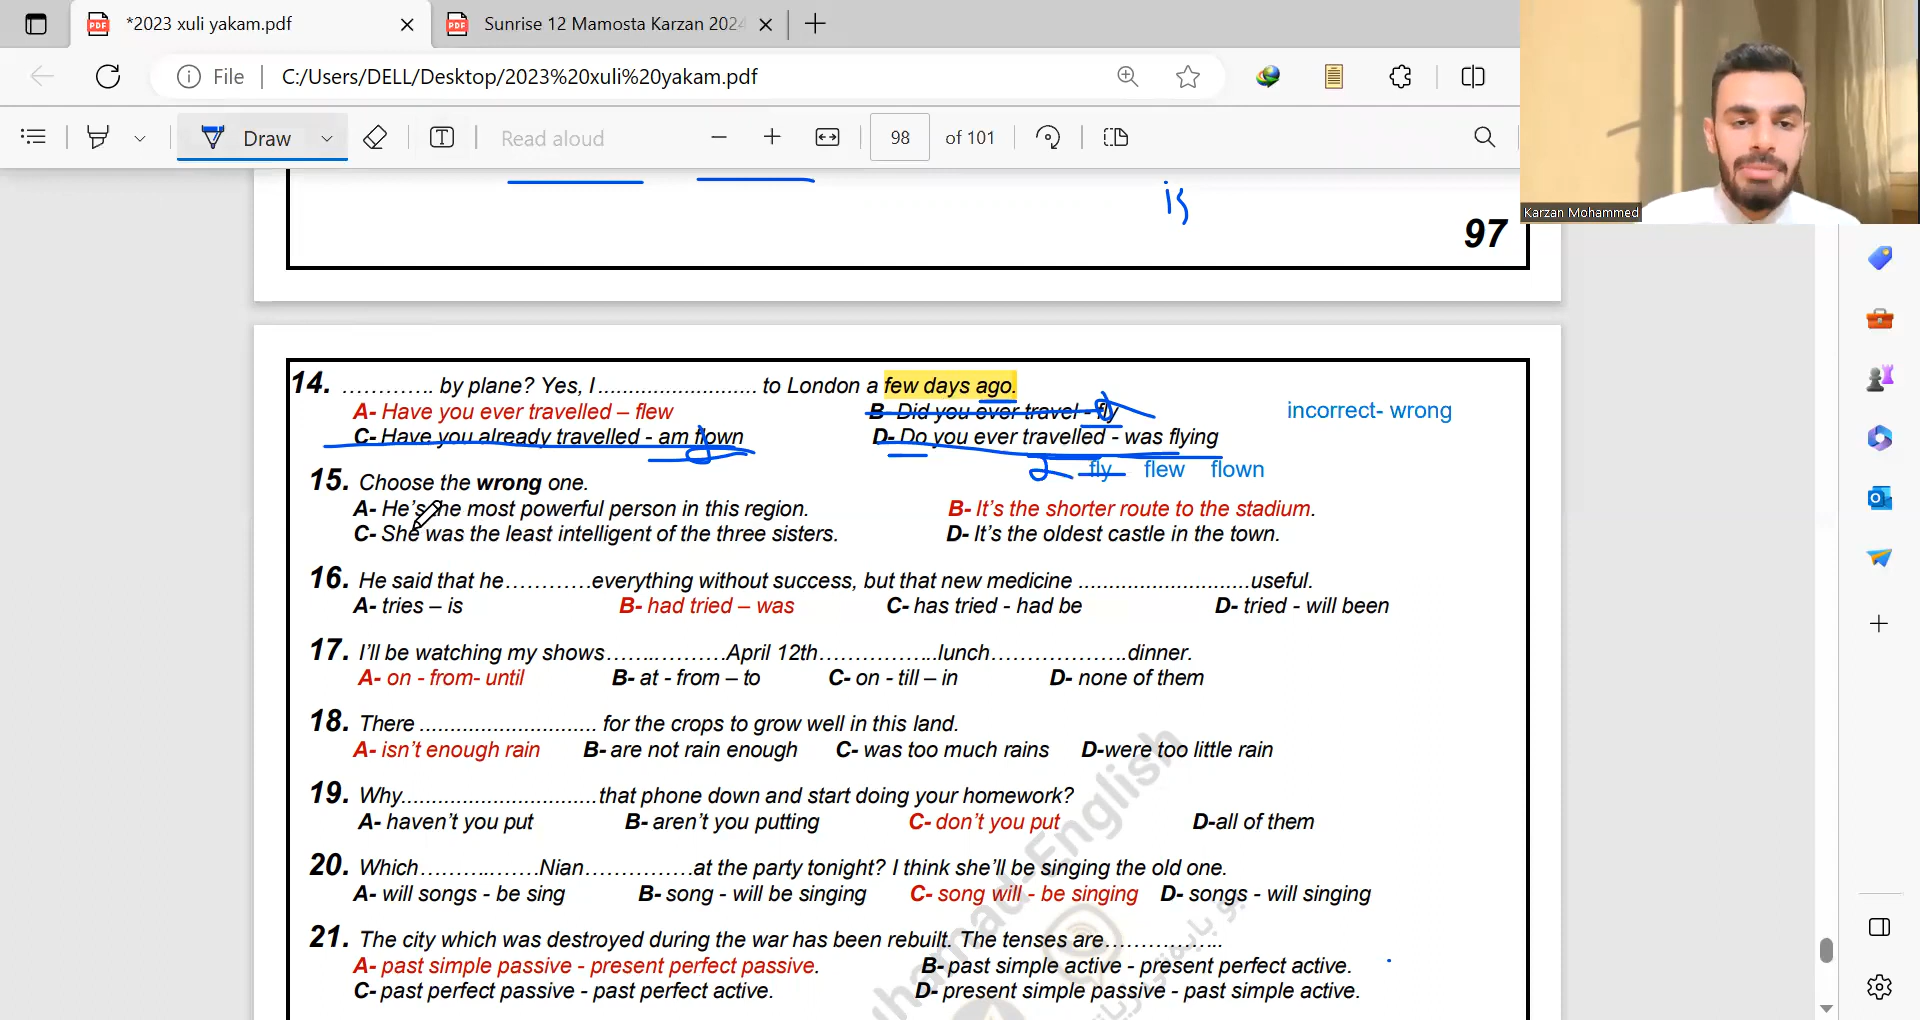 *2023 xuli yakam.pdf
Sunrise 12 Mamosta Karzan 2024
File
C:/Users/DELL/Desktop/2023%20xuli%20yakam.pdf
Draw
Read aloud
98
of 101
Karzan Mohammed
is
97
14. ............. by plane? Yes, I........................... to London a few days ago.
A- Have you ever travelled – flew
B- Did you ever travel - fly
incorrect- wrong
C- Have you already travelled - am flown
D- Do you ever travelled - was flying
fly flew flown
15. Choose the wrong one.
A- He's the most powerful person in this region.
B- It's the shorter route to the stadium.
C- She was the least intelligent of the three sisters.
D- It's the oldest castle in the town.
16. He said that he............everything without success, but that new medicine .............................useful.
A- tries – is
B- had tried – was
C- has tried - had be
D- tried - will been
17. I'll be watching my shows.................April 12th.................lunch....................dinner.
A- on - from- until
B- at - from – to
C- on - till – in
D- none of them
18. There ............................. for the crops to grow well in this land.
A- isn't enough rain
B- are not rain enough
C- was too much rains
D-were too little rain
19. Why................................that phone down and start doing your homework?
A- haven't you put
B- aren't you putting
C- don't you put
D-all of them
20. Which.................Nian...............at the party tonight? I think she'll be singing the old one.
A- will songs - be sing
B- song - will be singing
C- song will - be singing
D- songs - will singing
21. The city which was destroyed during the war has been rebuilt. The tenses are..................
A- past simple passive - present perfect passive.
B- past simple active - present perfect active.
C- past perfect passive - past perfect active.
D- present simple passive - past simple active.